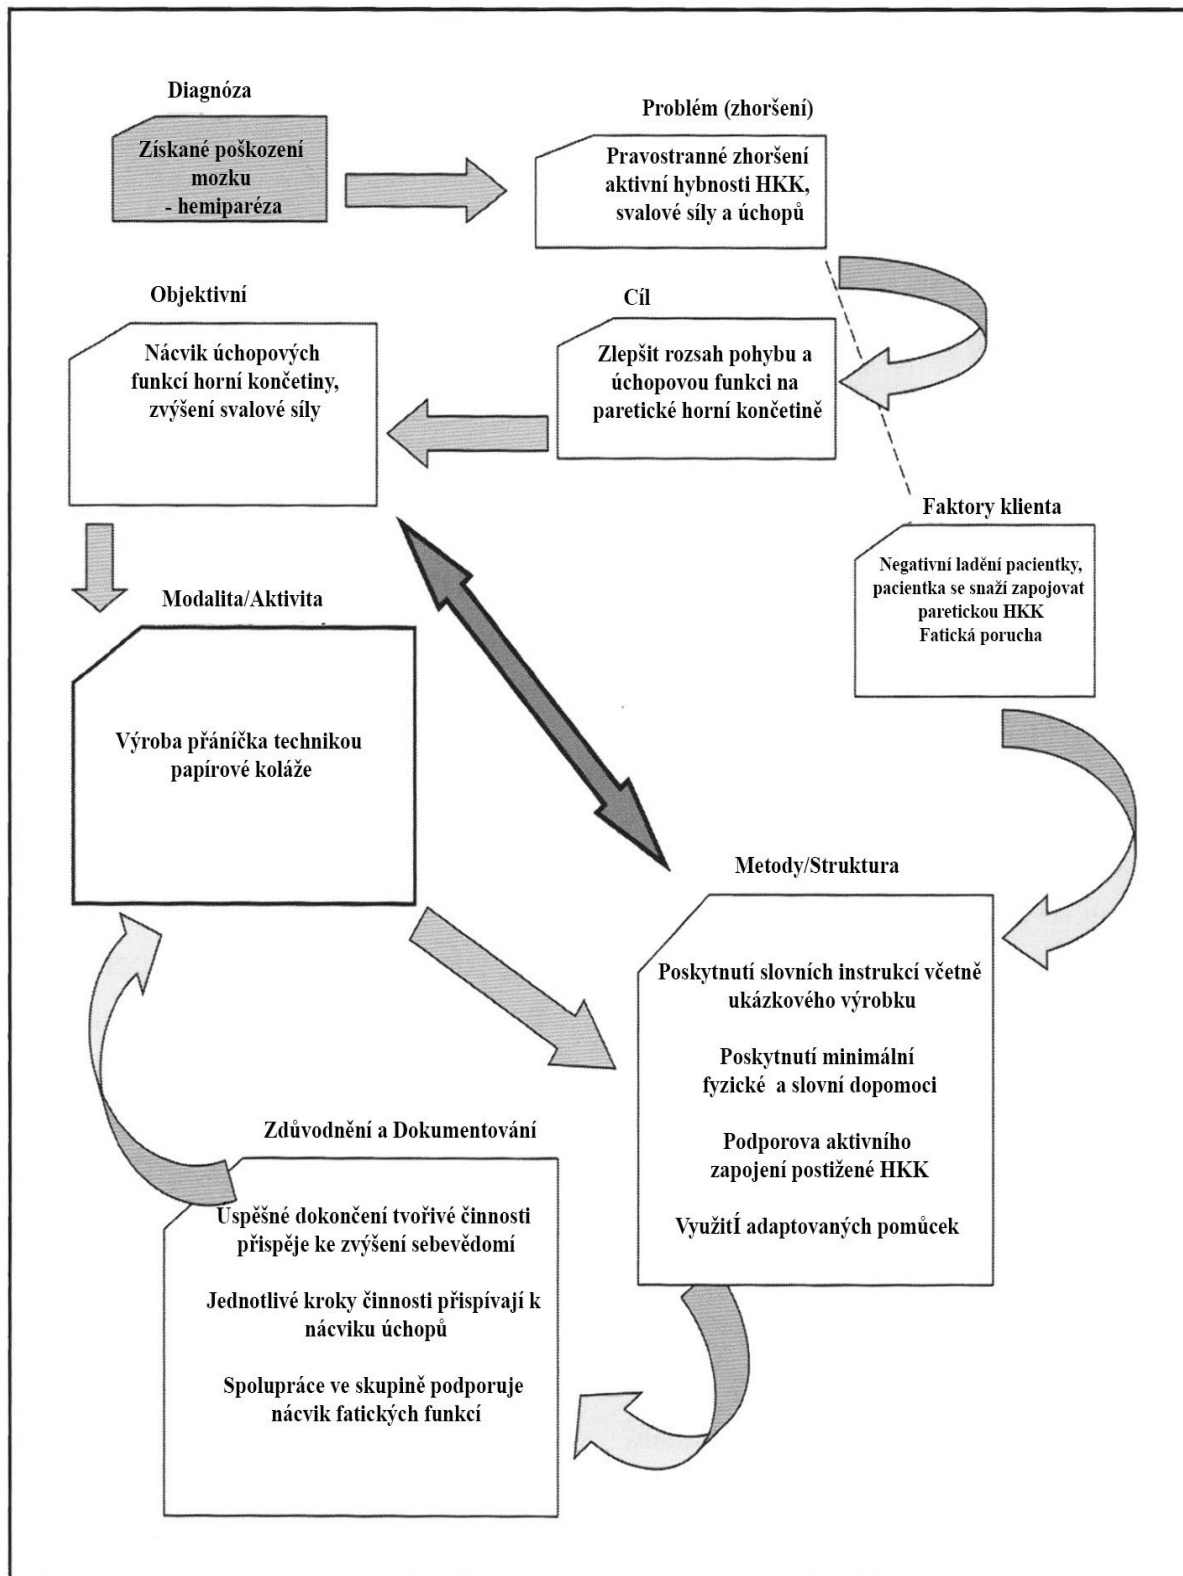 Diagnóza
Získané poškození
mozku
- hemiparéza
Problém (zhoršení)
Pravostranné zhoršení
aktivní hybnosti HKK,
svalové síly a úchopů
Objektivní
Nácvik úchopových
funkcí horní končetiny,
zvýšení svalové síly
Cíl
Zlepšit rozsah pohybu a
úchopovou funkci na
paretické horní končetině
Faktory klienta
Negativní ladění pacientky,
pacientka se snaží zapojovat
paretickou HKK
Fatická porucha
Modalita/Aktivita
Výroba přáníčka technikou
papírové koláže
Metody/Struktura
Poskytnutí slovních instrukcí včetně
ukázkového výrobku
Poskytnutí minimální
fyzické a slovní dopomoci
Podporova aktivního
zapojení postižené HKK
VyužitÍ adaptovaných pomůcek
Zdůvodnění a Dokumentování
Úspěšné dokončení tvořivé činnosti
přispěje ke zvýšení sebevědomí
Jednotlivé kroky činnosti přispívají k
nácviku úchopů
Spolupráce ve skupině podporuje
nácvik fatických funkcí